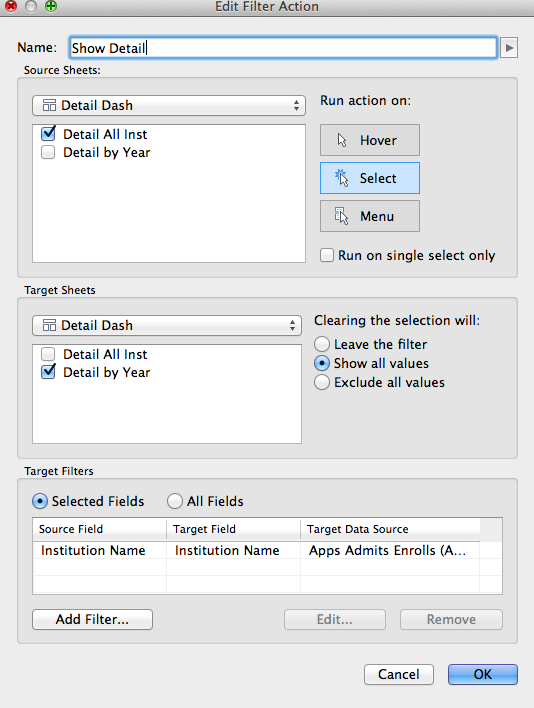 Edit Filter Action
Name: Show Detail
Source Sheets:
Detail Dash
Detail All Inst
Detail by Year
Run action on:
Hover
Select
Menu
Run on single select only
Target Sheets
Detail Dash
Detail All Inst
Detail by Year
Clearing the selection will:
Leave the filter
Show all values
Exclude all values
Target Filters
Selected Fields All Fields
Source Field Target Field Target Data Source
Institution Name Institution Name Apps Admits Enrolls (A...
Add Filter... Edit... Remove
Cancel OK